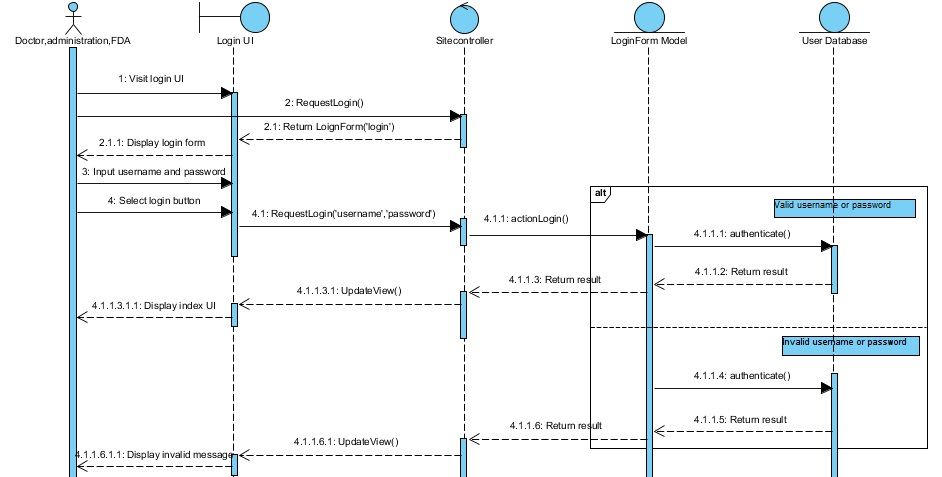 Doctor,administration,FDA
Login UI
Sitecontroller
LoginForm Model
User Database
1: Visit login UI
2: RequestLogin()
2.1: Return LoignForm('login')
2.1.1: Display login form
3: Input username and password
4: Select login button
alt
Valid username or password
4.1: RequestLogin('username','password')
4.1.1: actionLogin()
4.1.1.1: authenticate()
4.1.1.2: Return result
4.1.1.3: Return result
4.1.1.3.1: UpdateView()
4.1.1.3.1.1: Display index UI
Invalid username or password
4.1.1.4: authenticate()
4.1.1.5: Return result
4.1.1.6: Return result
4.1.1.6.1: UpdateView()
4.1.1.6.1.1: Display invalid message